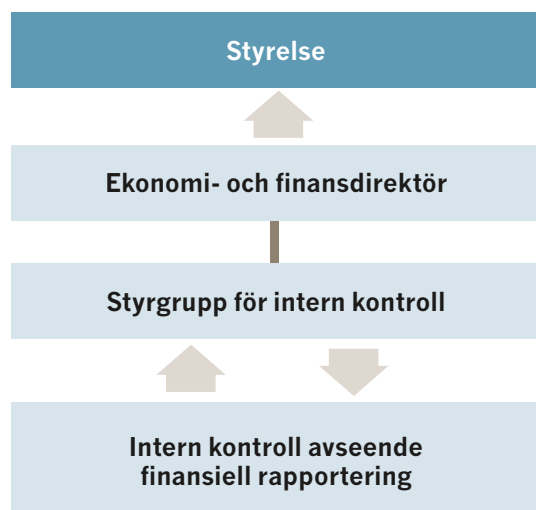 Styrelse
Ekonomi- och finansdirektör
Styrgrupp för intern kontroll
Intern kontroll avseende
finansiell rapportering